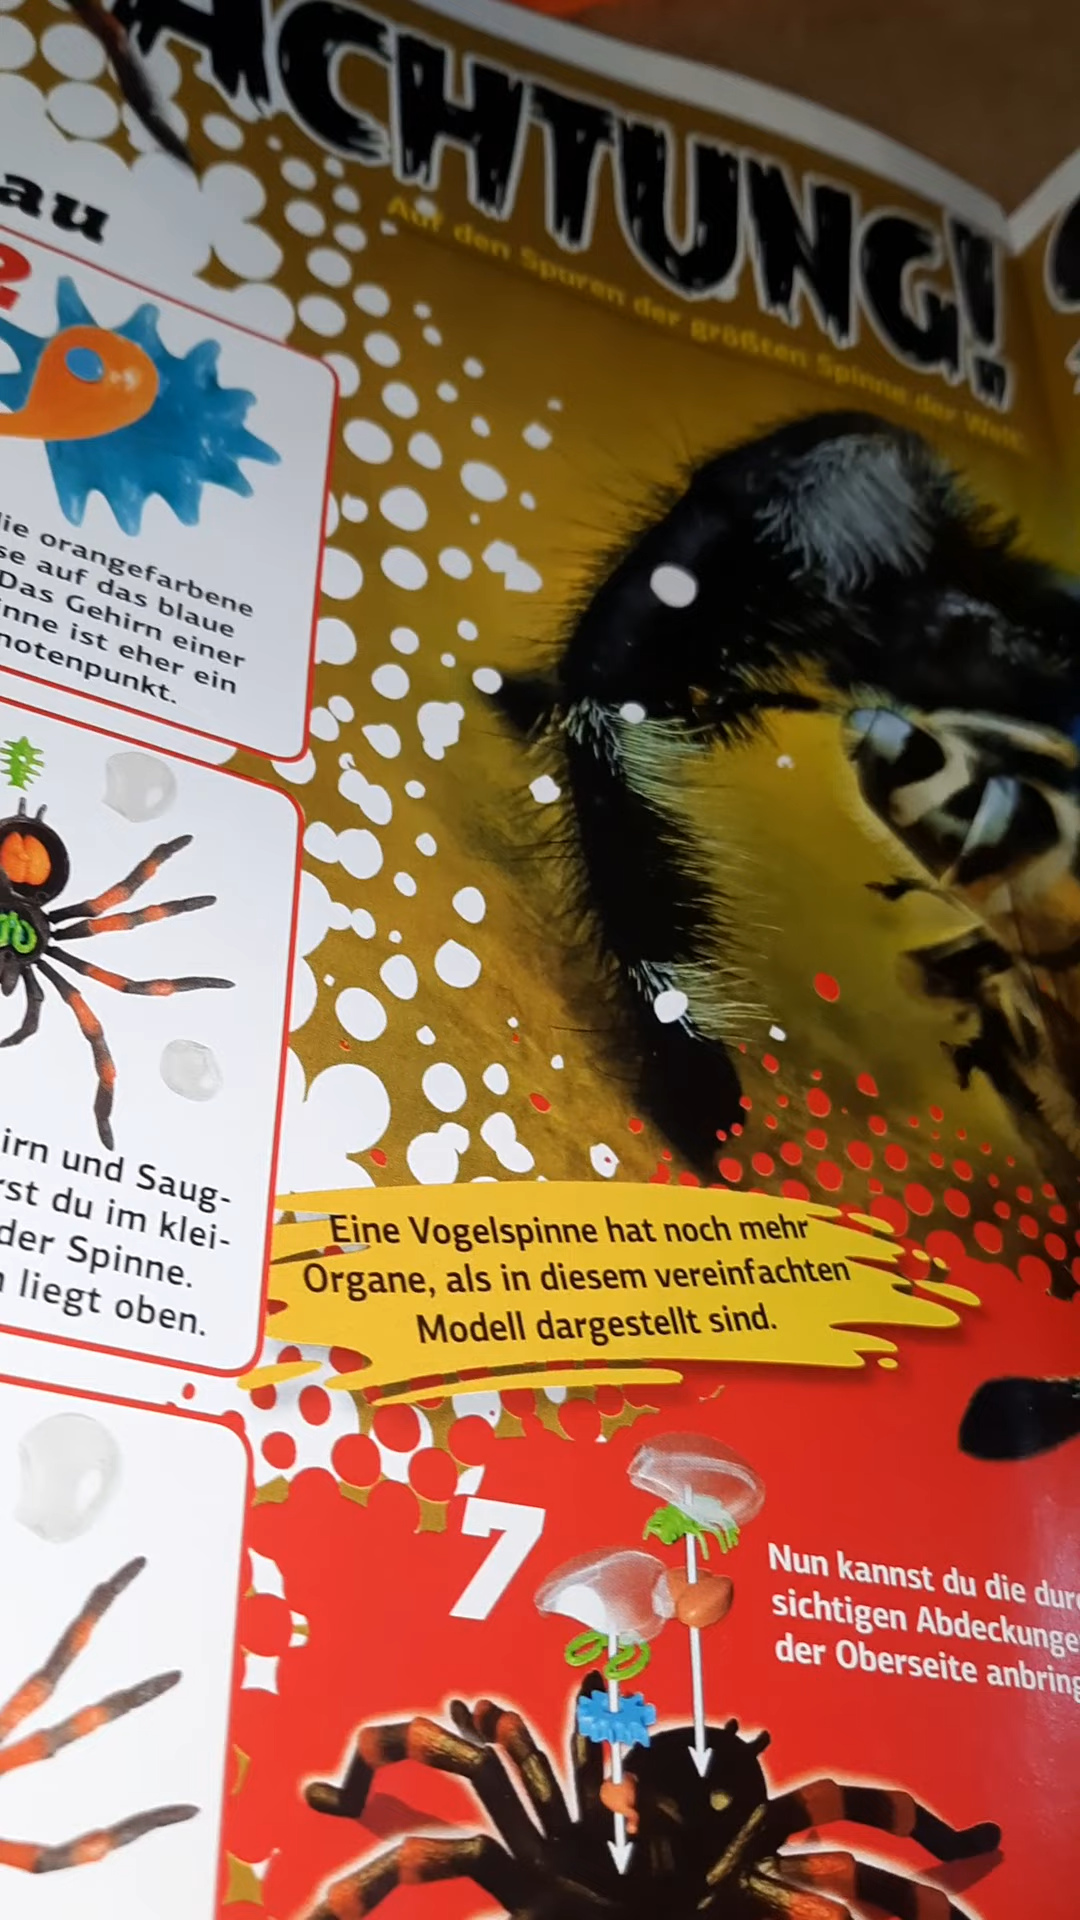 ACHTUNG!
Auf den Spuren der größten Spinne der Welt.
au
2
die orangefarbene
se auf das blaue
Das Gehirn einer
inne ist eher ein
notenpunkt.
irn und Saug-
rst du im klei-
der Spinne.
liegt oben.
Eine Vogelspinne hat noch mehr
Organe, als in diesem vereinfachten
Modell dargestellt sind.
7
Nun kannst du die dur
sichtigen Abdeckunge
der Oberseite anbring